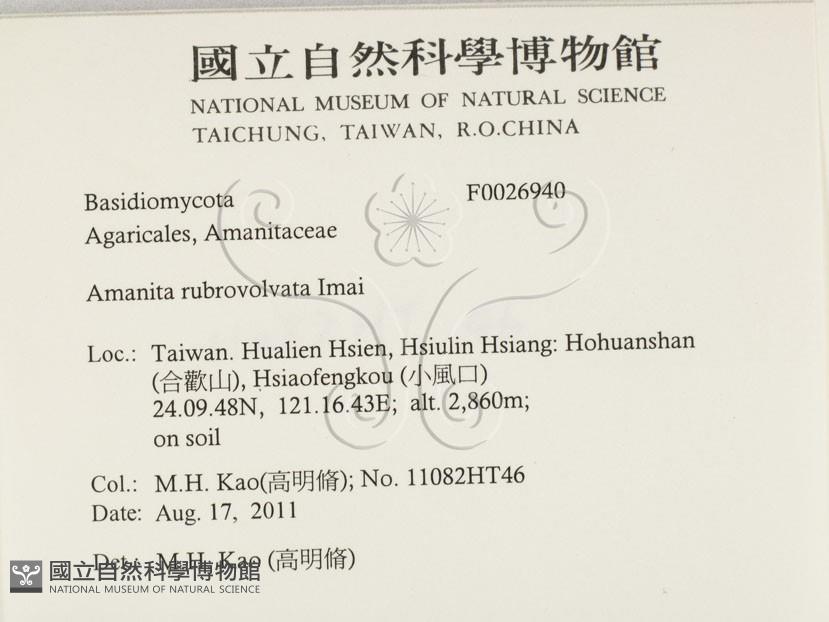 國立自然科學博物館
NATIONAL MUSEUM OF NATURAL SCIENCE
TAICHUNG, TAIWAN, R.O.CHINA
Basidiomycota F0026940
Agaricales, Amanitaceae
Amanita rubrovolvata Imai
Loc.: Taiwan. Hualien Hsien, Hsiulin Hsiang: Hohuanshan
(合歡山), Hsiaofengkou (小風口)
24.09.48N, 121.16.43E; alt. 2,860m;
on soil
Col.: M.H. Kao(高明脩); No. 11082HT46
Date: Aug. 17, 2011
Det.: M.H. Kao (高明脩)
國立自然科學博物館
NATIONAL MUSEUM OF NATURAL SCIENCE